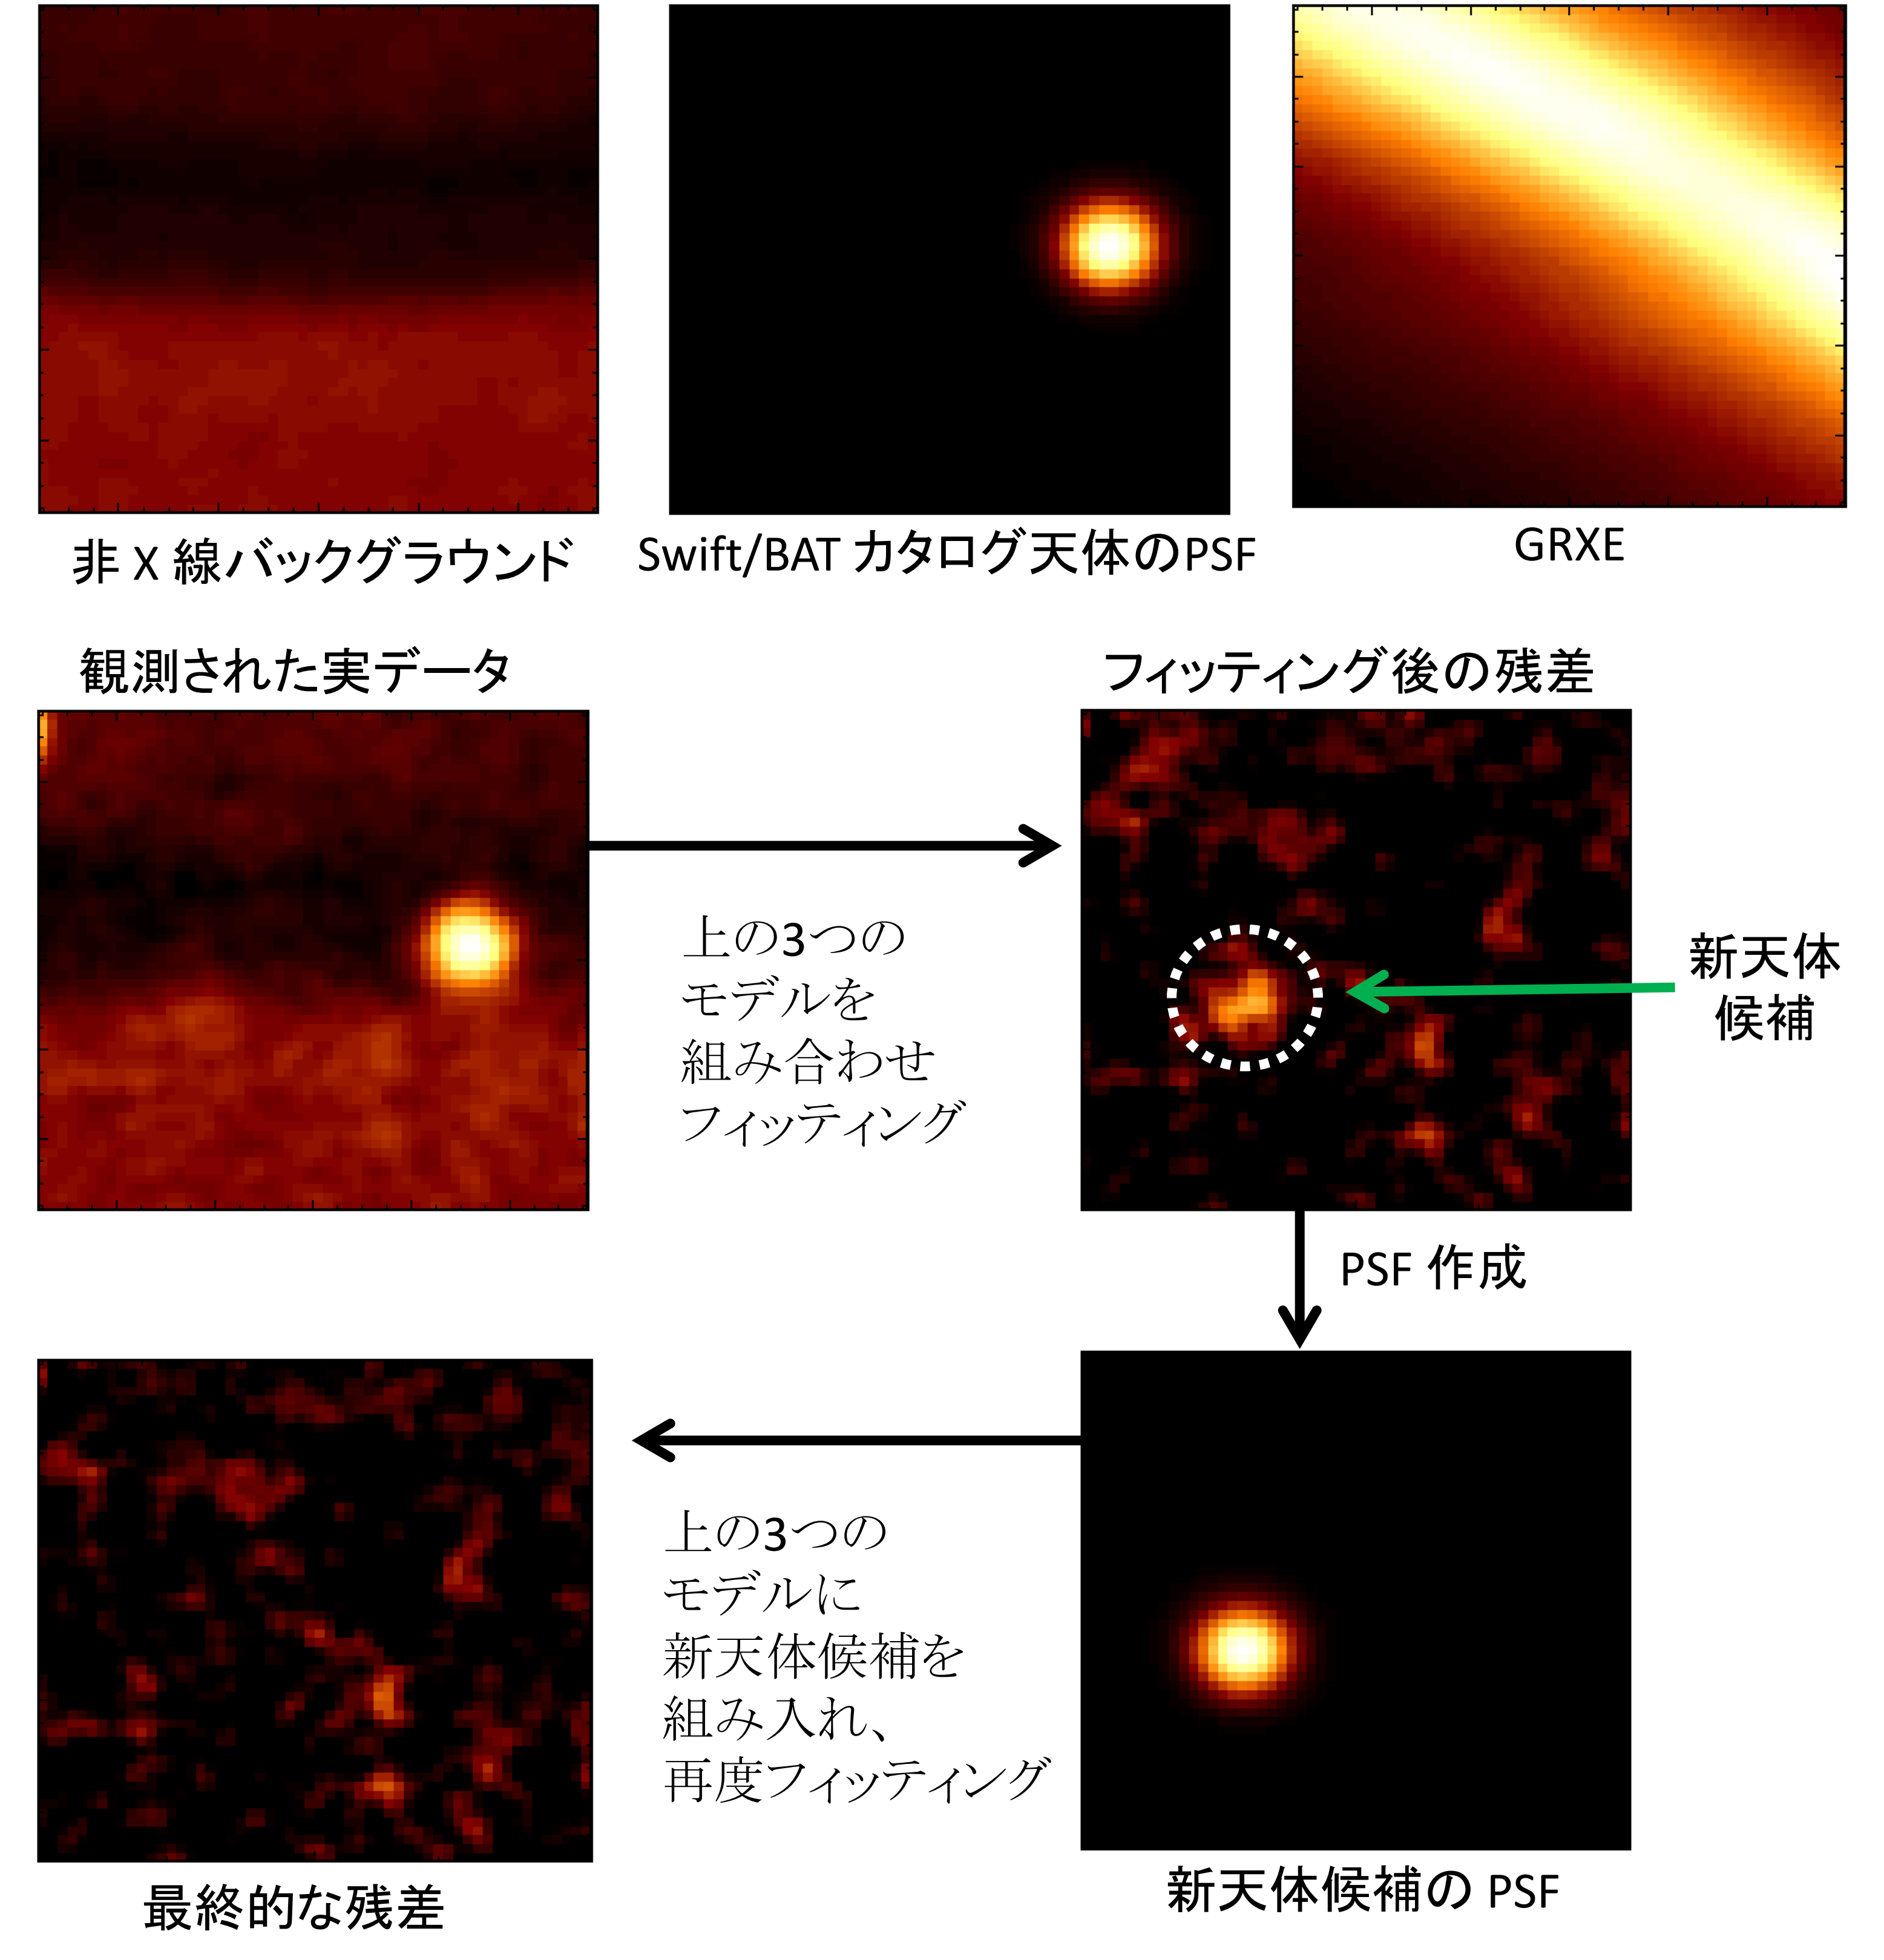 非 X 線バックグラウンド
Swift/BAT カタログ天体のPSF
GRXE
観測された実データ
フィッティング後の残差
上の3つの
モデルを
組み合わせ
フィッティング
新天体
候補
PSF 作成
上の3つの
モデルに
新天体候補を
組み入れ、
再度フィッティング
最終的な残差
新天体候補の PSF